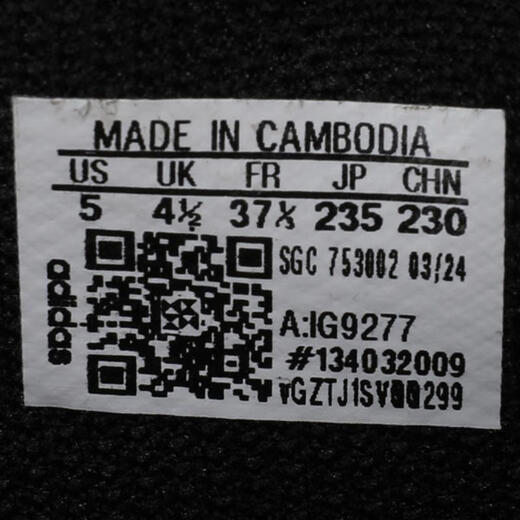 MADE IN CAMBODIA
US UK FR JP CHN
5 4½ 37⅓ 235 230
adidas
SGC 753002 03/24
A:IG9277
#134032009